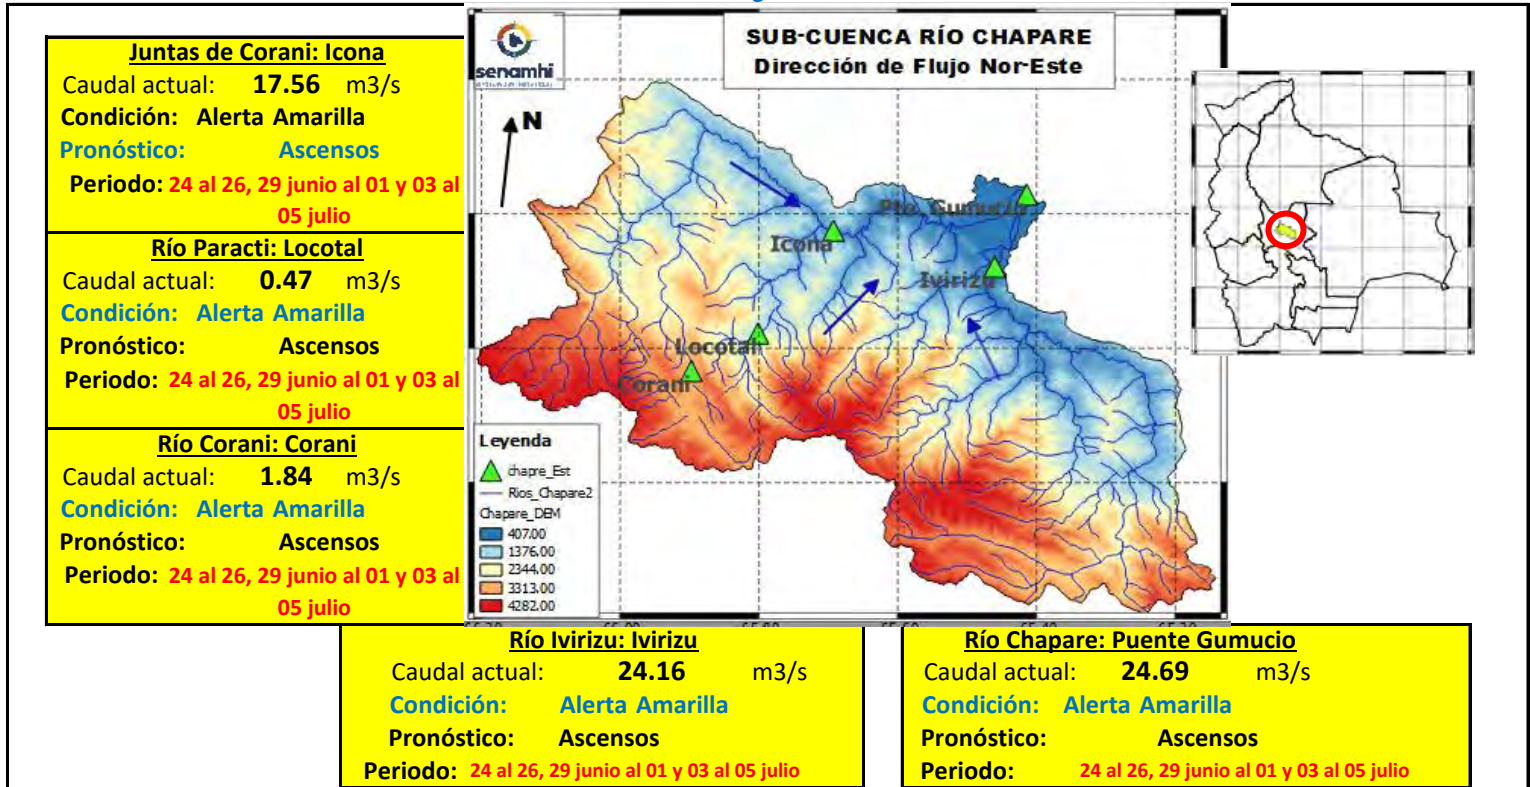 Juntas de Corani: Icona
Caudal actual: 17.56 m3/s
Condición: Alerta Amarilla
Pronóstico: Ascensos
Periodo: 24 al 26, 29 junio al 01 y 03 al
05 julio
Río Paracti: Locotal
Caudal actual: 0.47 m3/s
Condición: Alerta Amarilla
Pronóstico: Ascensos
Periodo: 24 al 26, 29 junio al 01 y 03 al
05 julio
Río Corani: Corani
Caudal actual: 1.84 m3/s
Condición: Alerta Amarilla
Pronóstico: Ascensos
Periodo: 24 al 26, 29 junio al 01 y 03 al
05 julio
senamhi
SUB-CUENCA RÍO CHAPARE
Dirección de Flujo Nor-Este
N
Pte. Gumucio
Icona
Ivirizu
Locotal
Corani
Leyenda
chapre_Est
Rios_Chapare2
Chapare_DEM
407.00
1376.00
2344.00
3313.00
4282.00
Río Ivirizu: Ivirizu
Caudal actual: 24.16 m3/s
Condición: Alerta Amarilla
Pronóstico: Ascensos
Periodo: 24 al 26, 29 junio al 01 y 03 al 05 julio
Río Chapare: Puente Gumucio
Caudal actual: 24.69 m3/s
Condición: Alerta Amarilla
Pronóstico: Ascensos
Periodo: 24 al 26, 29 junio al 01 y 03 al 05 julio